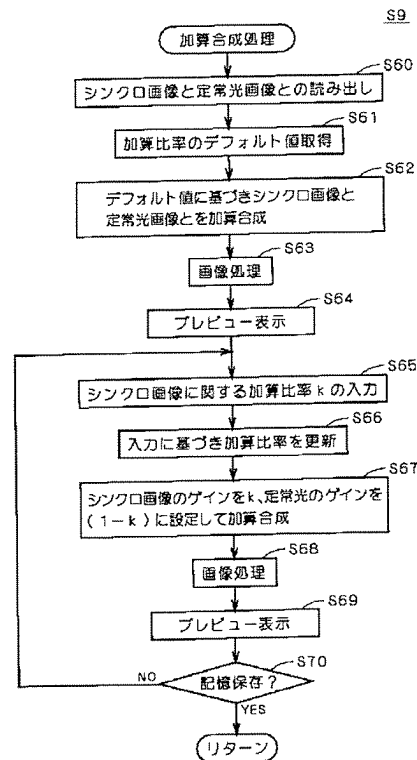 S9
加算合成処理
S60
シンクロ画像と定常光画像との読み出し
S61
加算比率のデフォルト値取得
S62
デフォルト値に基づきシンクロ画像と
定常光画像とを加算合成
S63
画像処理
S64
プレビュー表示
S65
シンクロ画像に関する加算比率kの入力
S66
入力に基づき加算比率を更新
S67
シンクロ画像のゲインをk、定常光のゲインを
(1-k)に設定して加算合成
S68
画像処理
S69
プレビュー表示
S70
記憶保存?
NO
YES
リターン